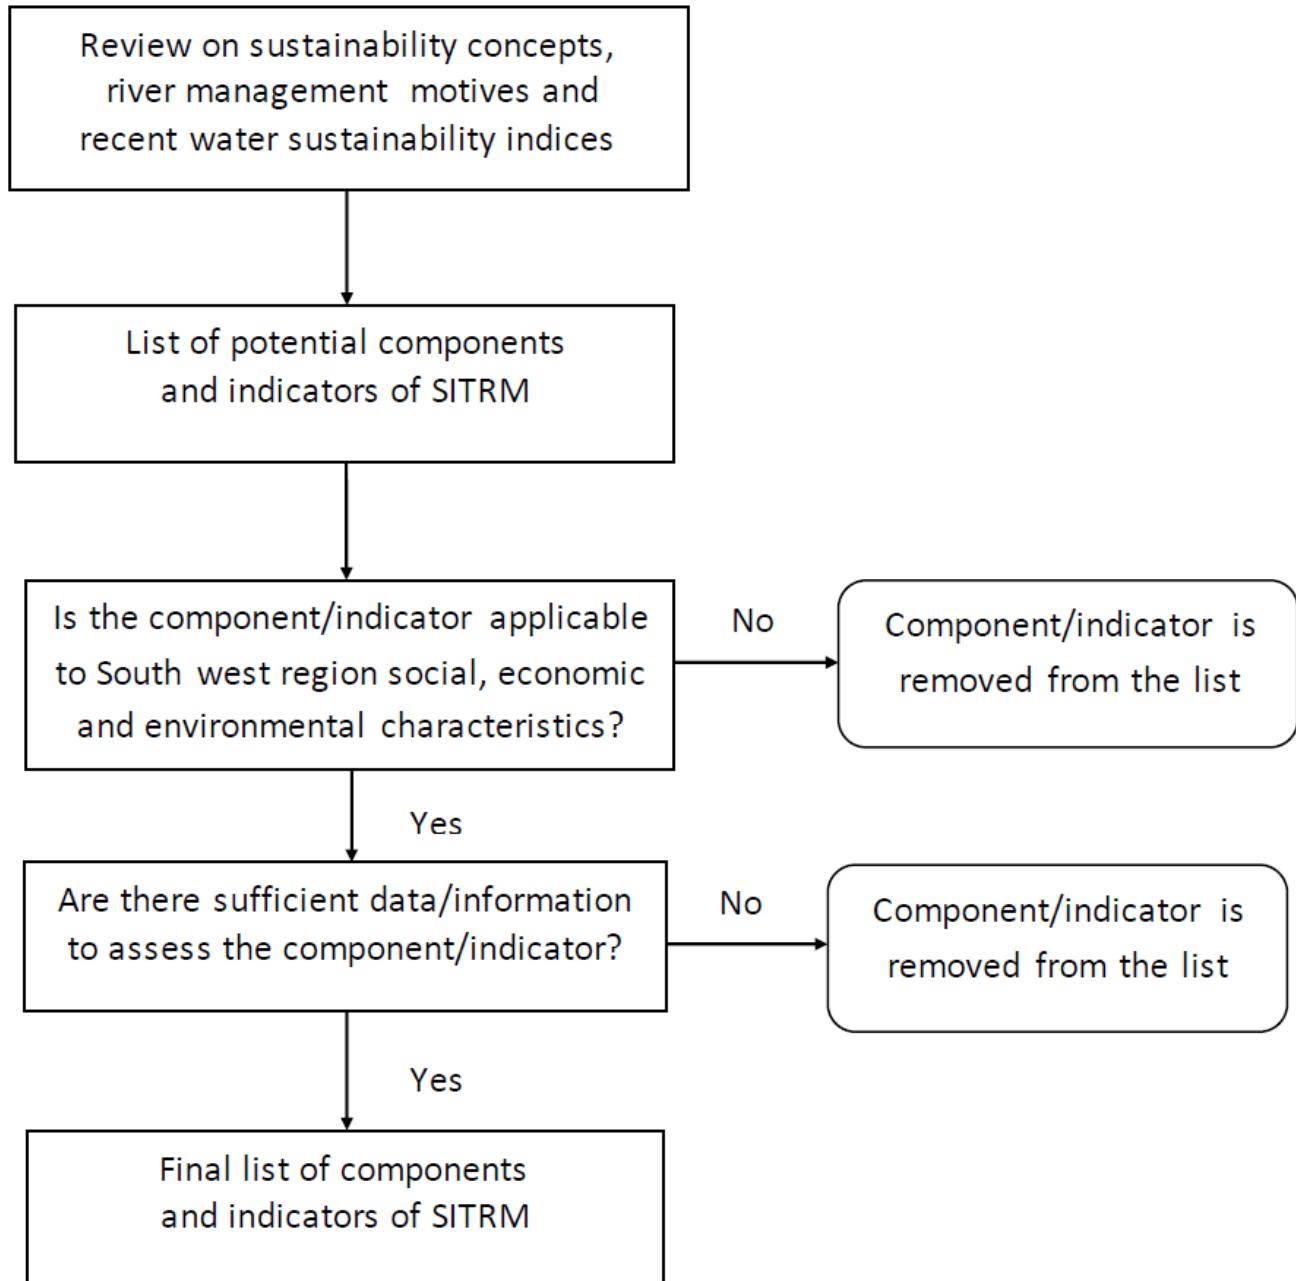 Review on sustainability concepts,
river management motives and
recent water sustainability indices
List of potential components
and indicators of SITRM
Is the component/indicator applicable
to South west region social, economic
and environmental characteristics?
No
Component/indicator is
removed from the list
Yes
Are there sufficient data/information
to assess the component/indicator?
No
Component/indicator is
removed from the list
Yes
Final list of components
and indicators of SITRM